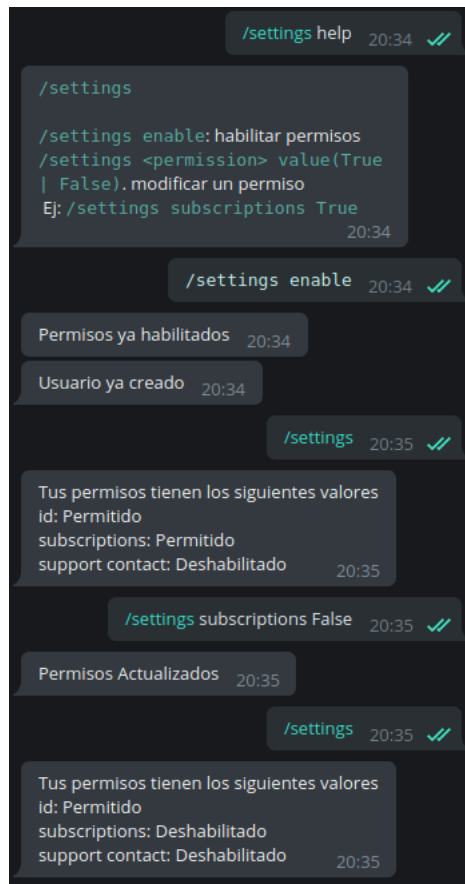 /settings help 20:34
/settings
/settings enable: habilitar permisos
/settings <permission> value(True
| False). modificar un permiso
Ej: /settings subscriptions True
20:34
/settings enable 20:34
Permisos ya habilitados 20:34
Usuario ya creado 20:34
/settings 20:35
Tus permisos tienen los siguientes valores
id: Permitido
subscriptions: Permitido
support contact: Deshabilitado 20:35
/settings subscriptions False 20:35
Permisos Actualizados 20:35
/settings 20:35
Tus permisos tienen los siguientes valores
id: Permitido
subscriptions: Deshabilitado
support contact: Deshabilitado 20:35